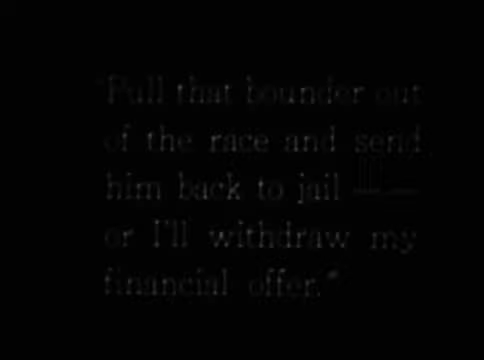 "Pull that bounder out
of the race and send
him back to jail —
or I'll withdraw my
financial offer."